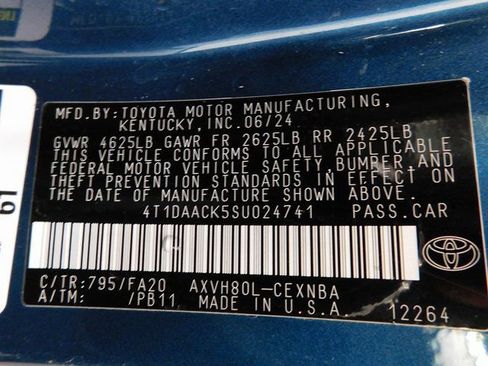 MFD.BY:TOYOTA MOTOR MANUFACTURING,
KENTUCKY, INC.06/24
GVWR 4625LB GAWR FR 2625LB RR 2425LB
THIS VEHICLE CONFORMS TO ALL APPLICABLE
FEDERAL MOTOR VEHICLE SAFETY, BUMPER, AND
THEFT PREVENTION STANDARDS IN EFFECT ON
THE DATE OF MANUFACTURE SHOWN ABOVE.
4T1DAACK5SU024741 PASS.CAR
C/TR:795/FA20 AXVH80L-CEXNBA
A/TM: /PB11 MADE IN U.S.A. 12264
TOYOTA